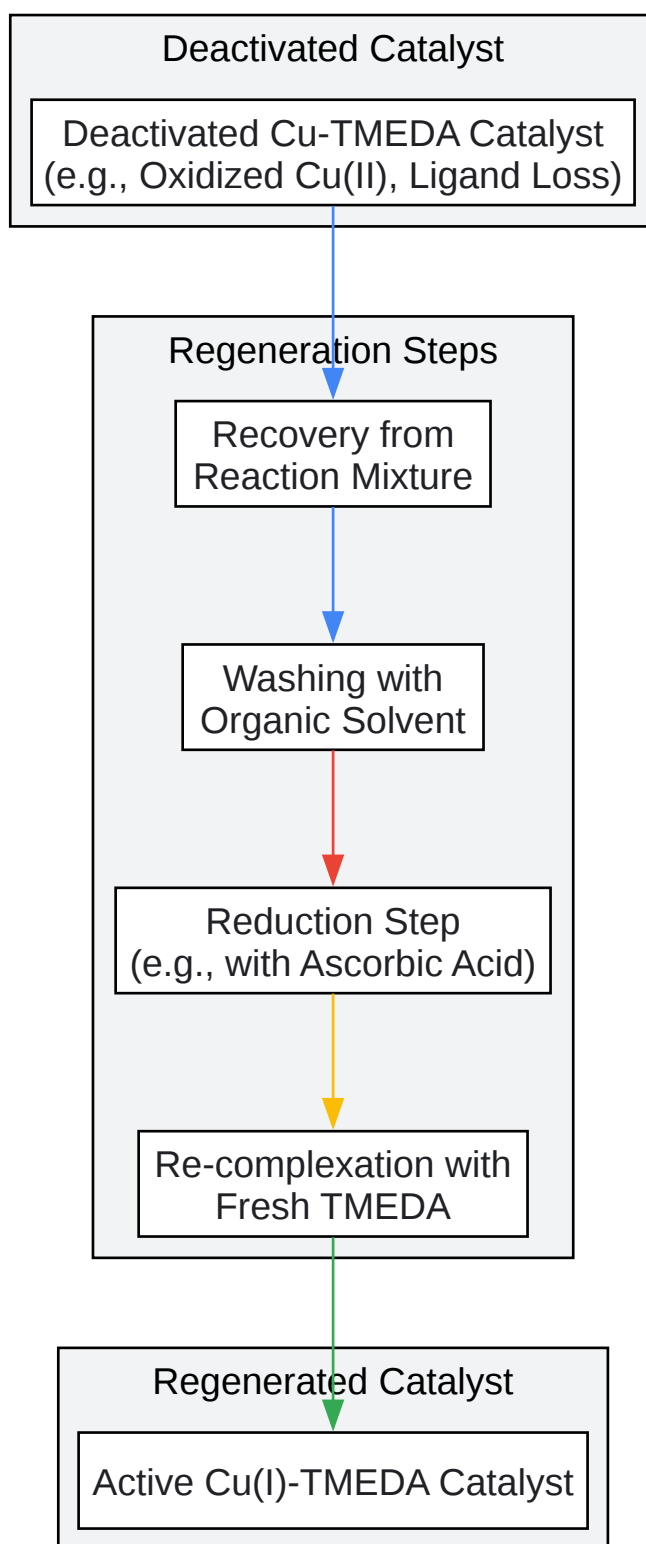 Deactivated Catalyst
Deactivated Cu-TMEDA Catalyst
(e.g., Oxidized Cu(II), Ligand Loss)
Regeneration Steps
Recovery from
Reaction Mixture
Washing with
Organic Solvent
Reduction Step
(e.g., with Ascorbic Acid)
Re-complexation with
Fresh TMEDA
Regenerated Catalyst
Active Cu(I)-TMEDA Catalyst